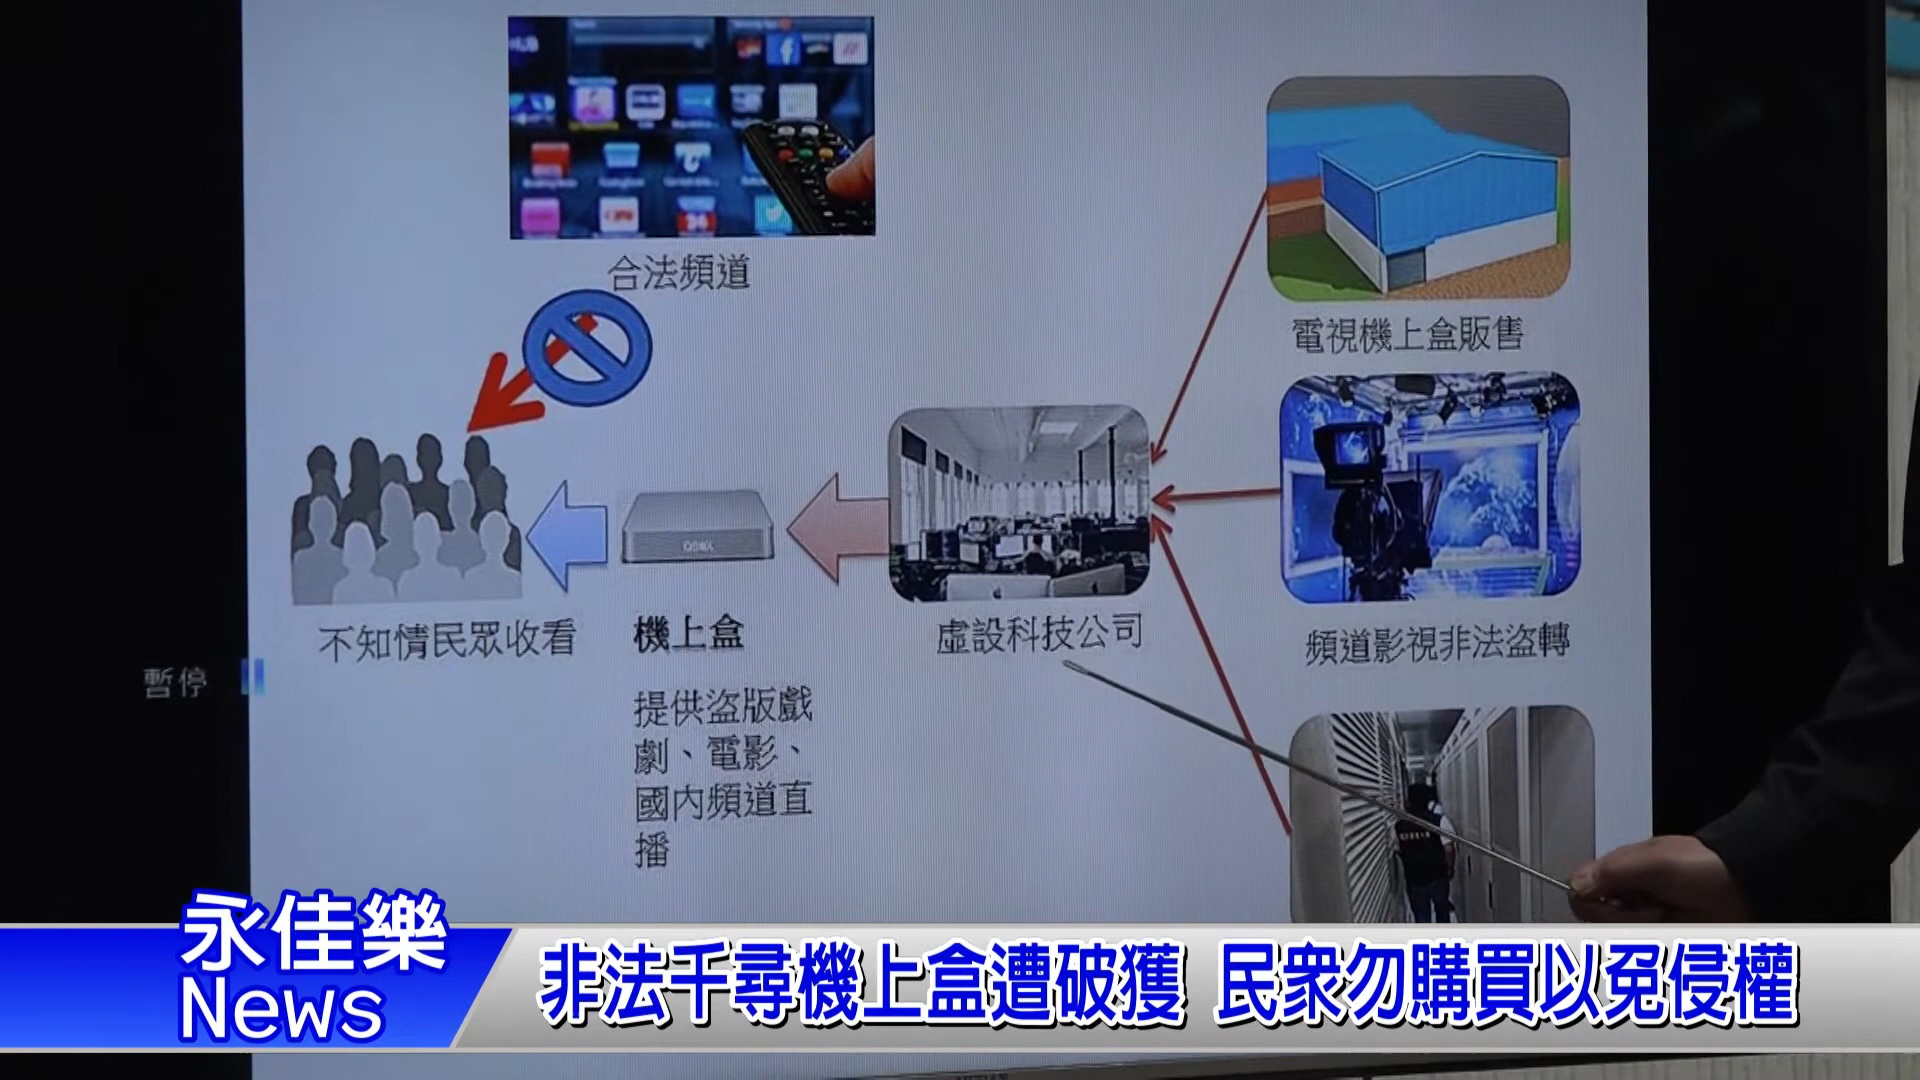 合法頻道
電視機上盒販售
不知情民眾收看
機上盒
虛設科技公司
頻道影視非法盜轉
暫停
提供盜版戲
劇、電影、
國內頻道直
播
永佳樂
News
非法千尋機上盒遭破獲 民眾勿購買以免侵權